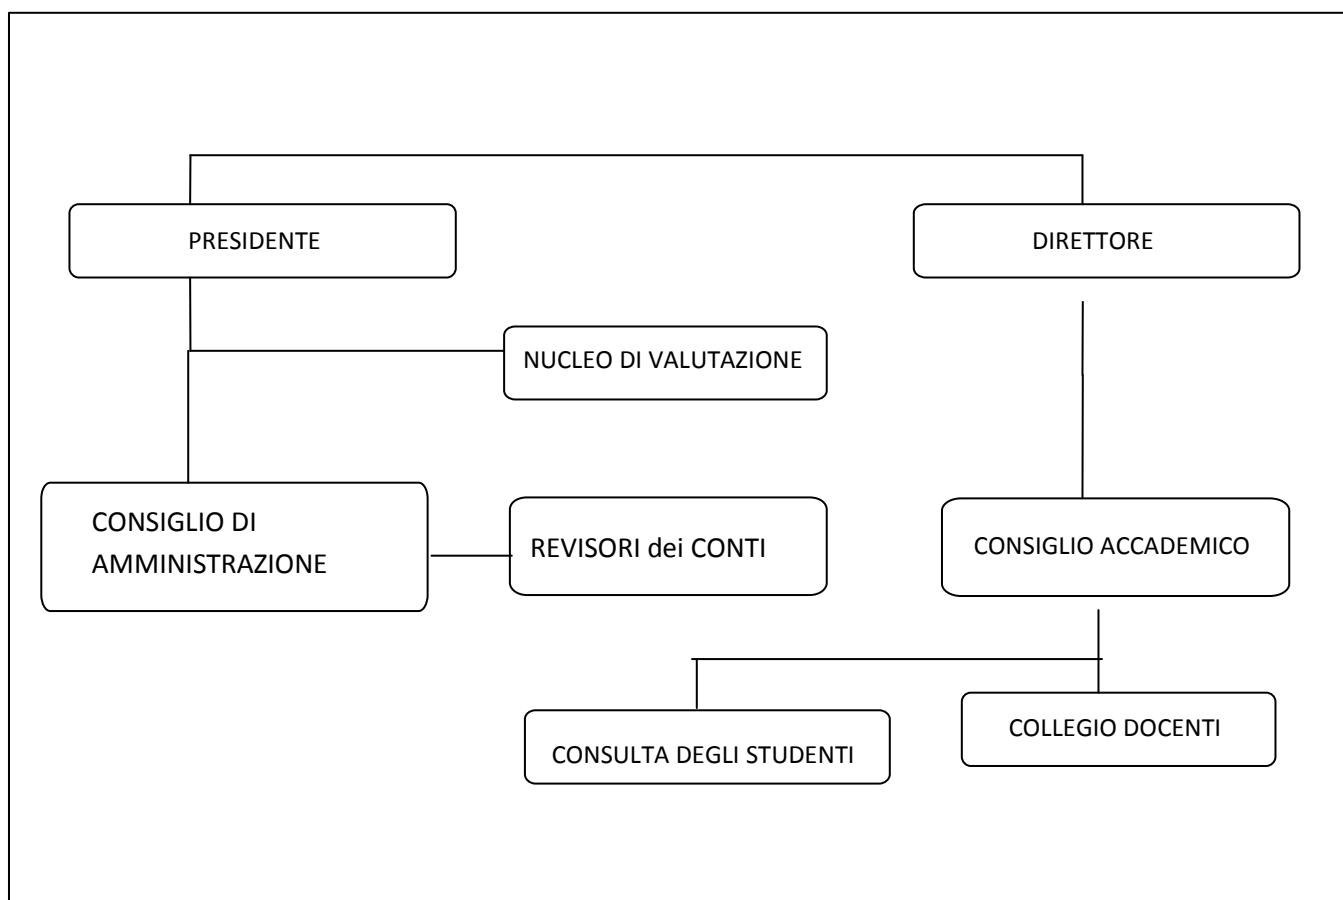 PRESIDENTE
DIRETTORE
NUCLEO DI VALUTAZIONE
CONSIGLIO DI
AMMINISTRAZIONE
REVISORI dei CONTI
CONSIGLIO ACCADEMICO
CONSULTA DEGLI STUDENTI
COLLEGIO DOCENTI